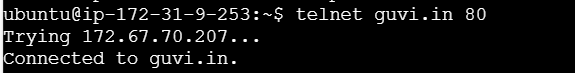 ubuntu@ip-172-31-9-253:~$ telnet guvi.in 80
Trying 172.67.70.207...
Connected to guvi.in.